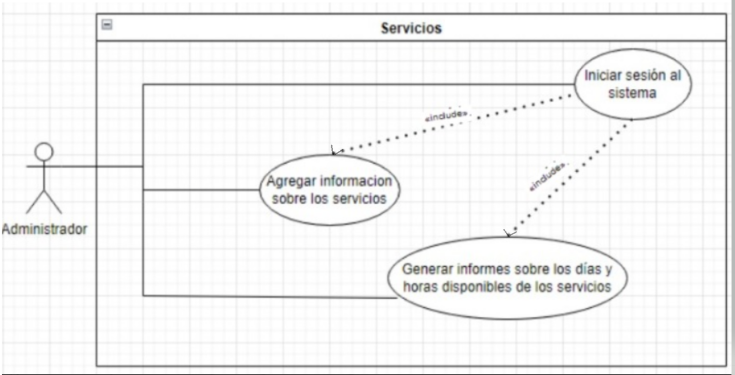 Servicios
Iniciar sesión al
sistema
«include»
«include»
Agregar informacion
sobre los servicios
Administrador
Generar informes sobre los días y
horas disponibles de los servicios